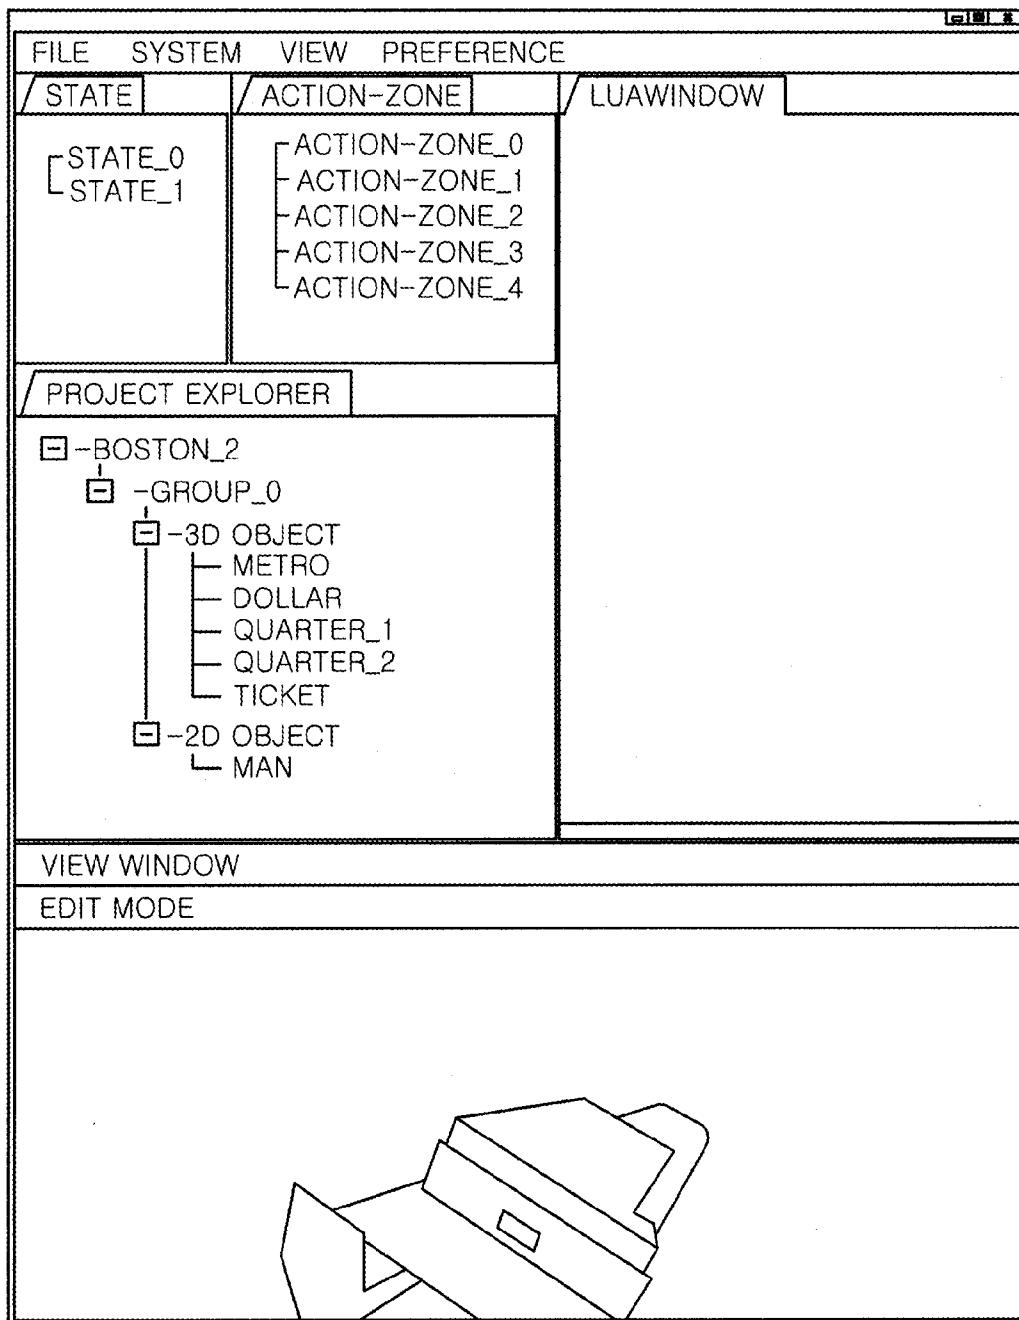 FILE SYSTEM VIEW PREFERENCE
STATE
STATE_0
STATE_1
ACTION-ZONE
ACTION-ZONE_0
ACTION-ZONE_1
ACTION-ZONE_2
ACTION-ZONE_3
ACTION-ZONE_4
LUAWINDOW
PROJECT EXPLORER
BOSTON_2
GROUP_0
3D OBJECT
METRO
DOLLAR
QUARTER_1
QUARTER_2
TICKET
2D OBJECT
MAN
VIEW WINDOW
EDIT MODE